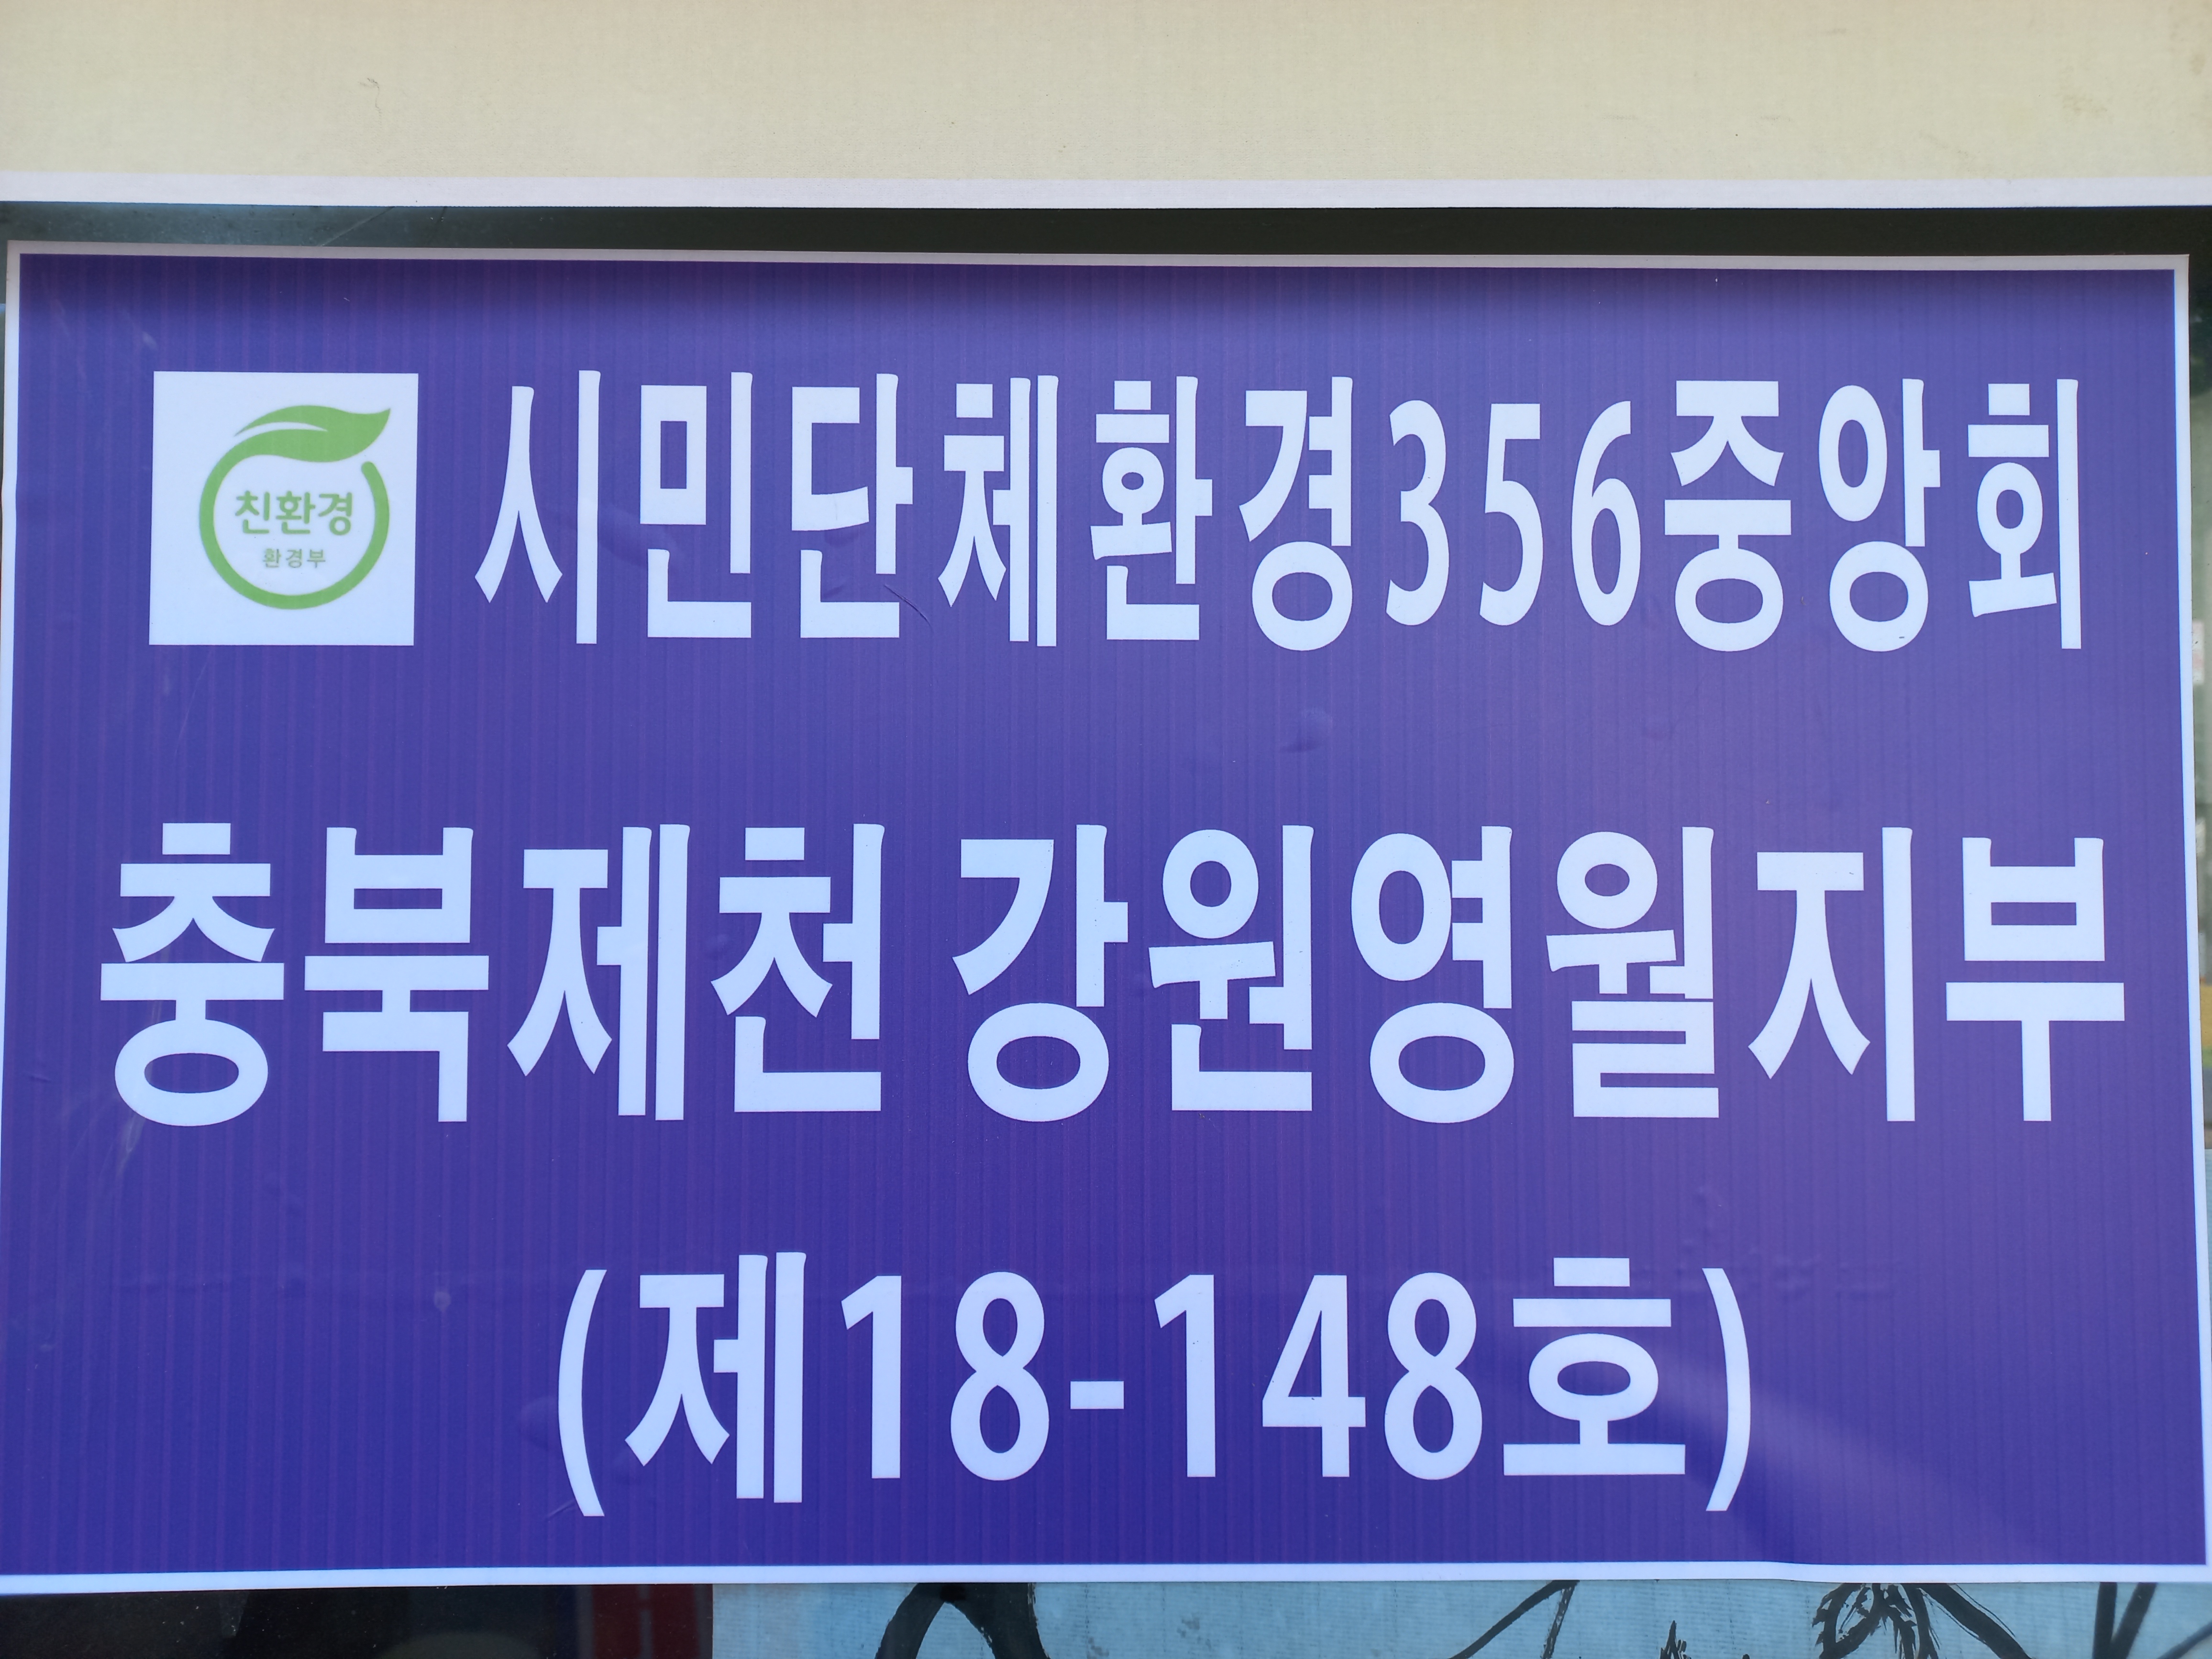 친환경
환경부
시민단체환경356중앙회
충북제천 강원영월지부
(제18-148호)